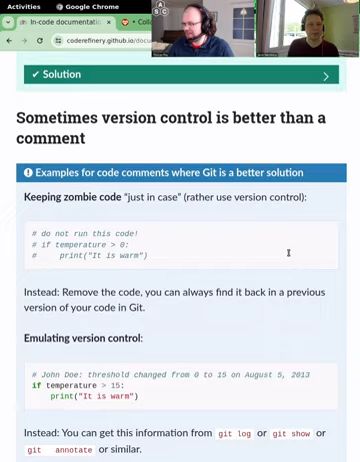 Activities
Google Chrome
In-code documentatio
Colla
coderefinery.github.io/docu
A
S C
✔ Solution
Sometimes version control is better than a
comment
Examples for code comments where Git is a better solution
Keeping zombie code “just in case” (rather use version control):
# do not run this code!
# if temperature > 0:
#     print("It is warm")
Instead: Remove the code, you can always find it back in a previous
version of your code in Git.
Emulating version control:
# John Doe: threshold changed from 0 to 15 on August 5, 2013
if temperature > 15:
    print("It is warm")
Instead: You can get this information from git log or git show or
git annotate or similar.